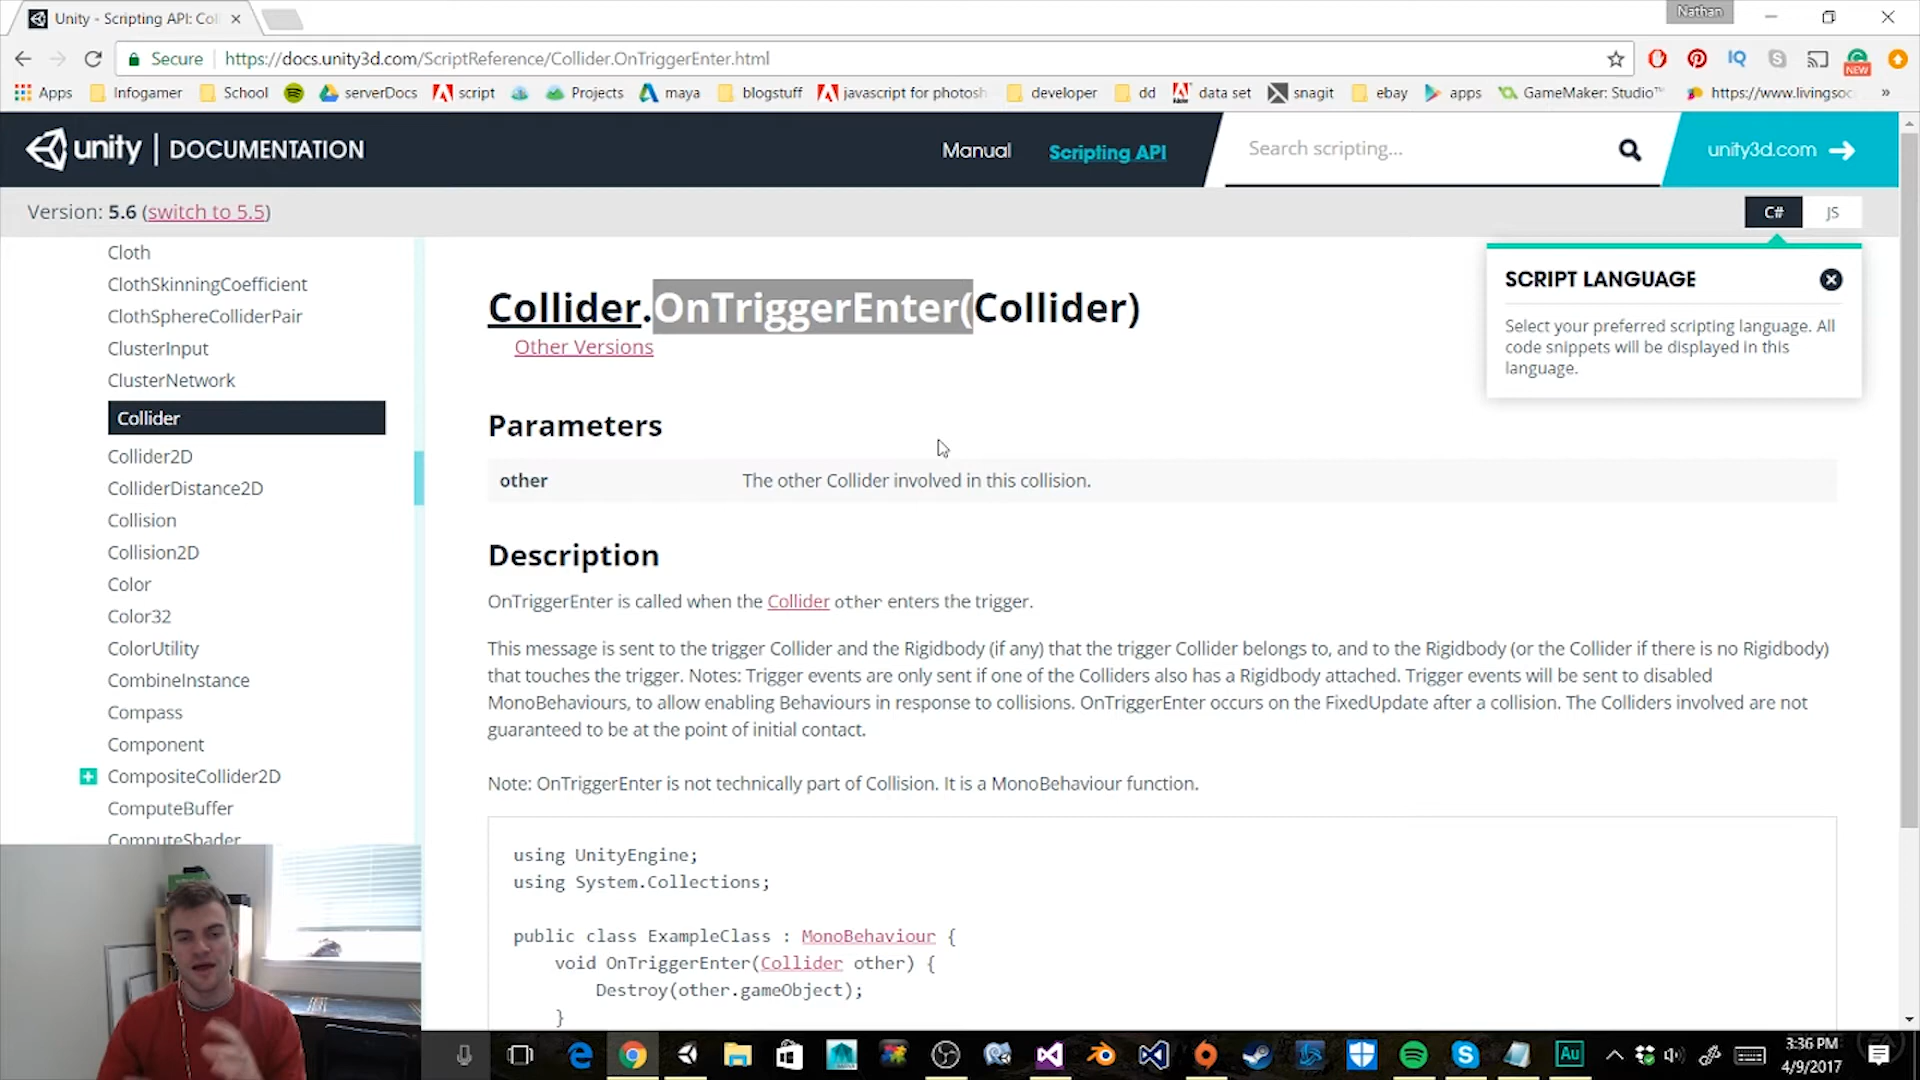 Unity - Scripting API: Col
Nathan
Secure https://docs.unity3d.com/ScriptReference/Collider.OnTriggerEnter.html
Apps Infogamer School serverDocs script Projects maya blogstuff javascript for photosh developer dd data set snagit ebay apps GameMaker: Studio™ https://www.livingsoc »
NEW
unity | DOCUMENTATION
Manual
Scripting API
Search scripting...
unity3d.com
Version: 5.6 (switch to 5.5)
C#
JS
Cloth
ClothSkinningCoefficient
ClothSphereColliderPair
ClusterInput
ClusterNetwork
Collider
Collider2D
ColliderDistance2D
Collision
Collision2D
Color
Color32
ColorUtility
CombineInstance
Compass
Component
CompositeCollider2D
ComputeBuffer
ComputeShader
Collider.OnTriggerEnter(Collider)
Other Versions
SCRIPT LANGUAGE
Select your preferred scripting language. All
code snippets will be displayed in this
language.
Parameters
other The other Collider involved in this collision.
Description
OnTriggerEnter is called when the Collider other enters the trigger.
This message is sent to the trigger Collider and the Rigidbody (if any) that the trigger Collider belongs to, and to the Rigidbody (or the Collider if there is no Rigidbody)
that touches the trigger. Notes: Trigger events are only sent if one of the Colliders also has a Rigidbody attached. Trigger events will be sent to disabled
MonoBehaviours, to allow enabling Behaviours in response to collisions. OnTriggerEnter occurs on the FixedUpdate after a collision. The Colliders involved are not
guaranteed to be at the point of initial contact.
Note: OnTriggerEnter is not technically part of Collision. It is a MonoBehaviour function.
using UnityEngine;
using System.Collections;
public class ExampleClass : MonoBehaviour {
void OnTriggerEnter(Collider other) {
Destroy(other.gameObject);
}
Au
3:36 PM
4/9/2017